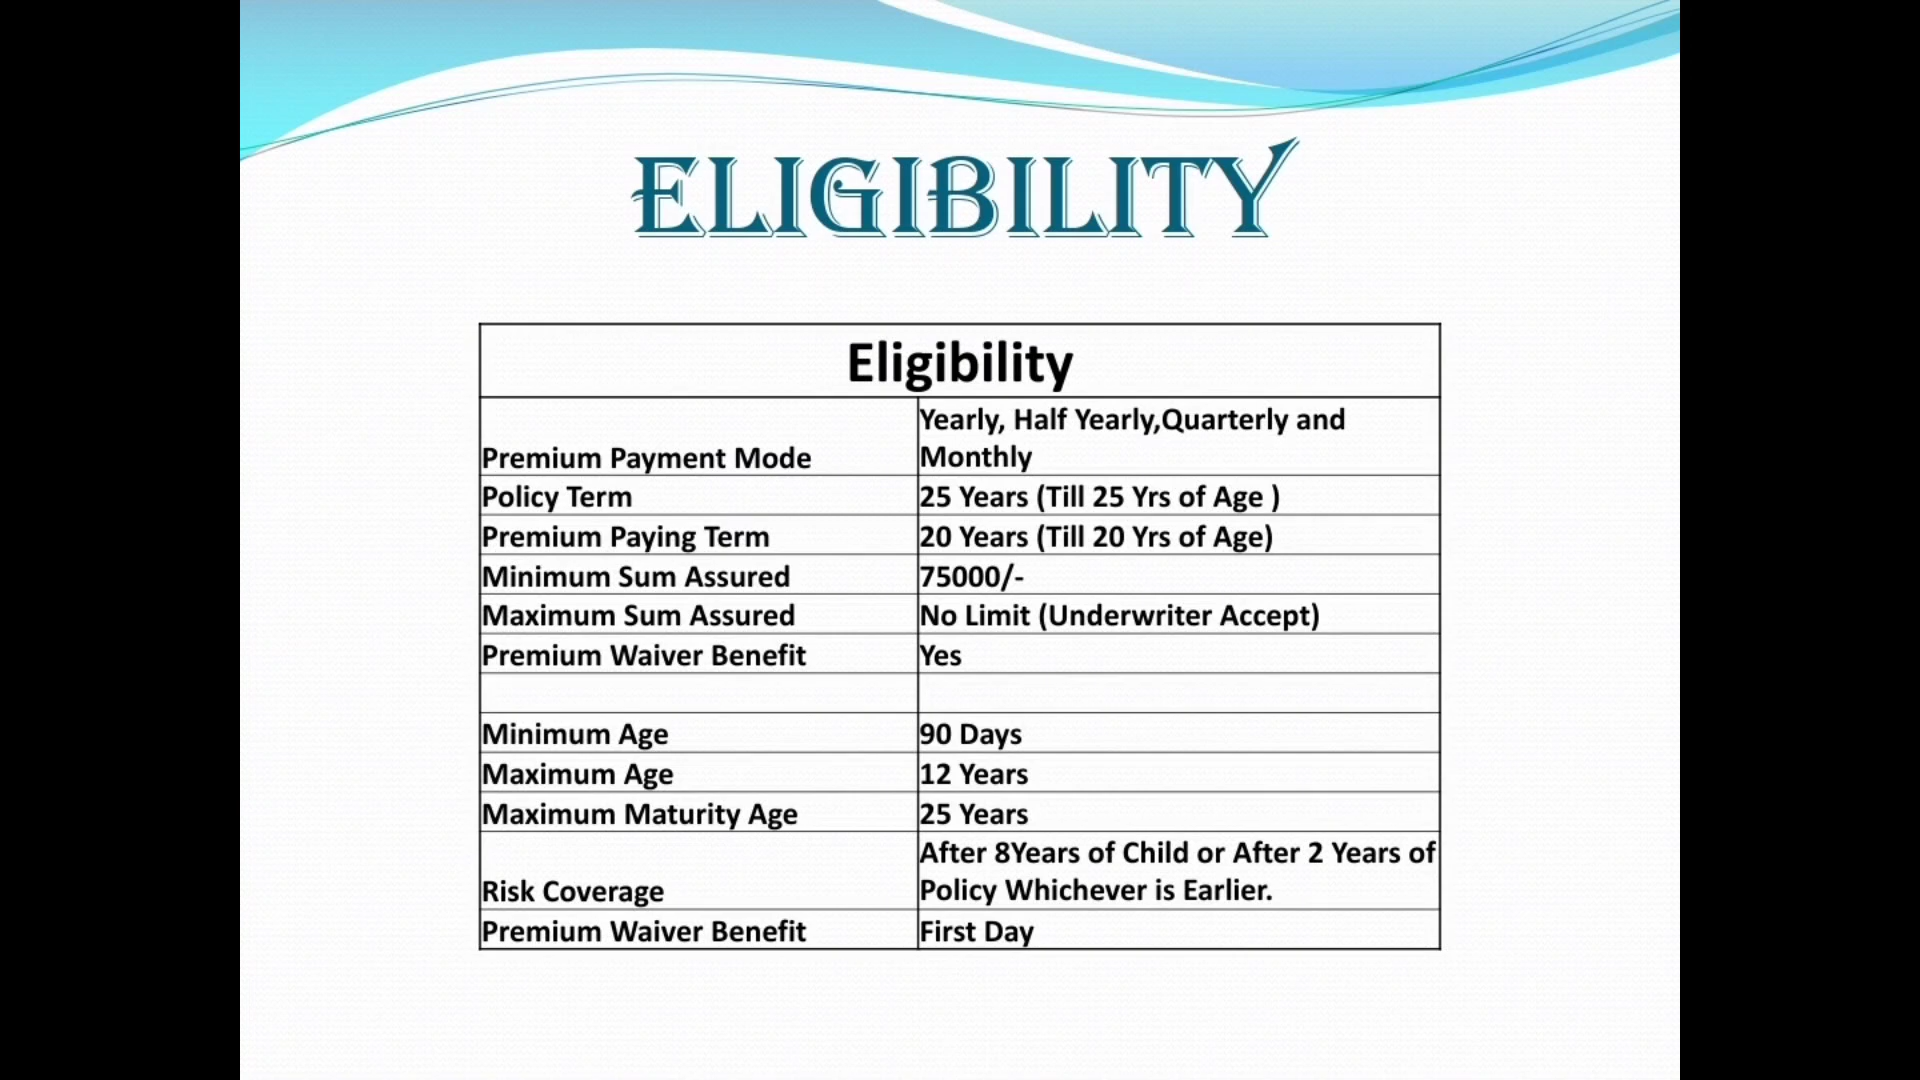 ELIGIBILITY
Eligibility
Premium Payment Mode
Yearly, Half Yearly,Quarterly and
Monthly
Policy Term
25 Years (Till 25 Yrs of Age )
Premium Paying Term
20 Years (Till 20 Yrs of Age)
Minimum Sum Assured
75000/-
Maximum Sum Assured
No Limit (Underwriter Accept)
Premium Waiver Benefit
Yes
Minimum Age
90 Days
Maximum Age
12 Years
Maximum Maturity Age
25 Years
Risk Coverage
After 8Years of Child or After 2 Years of
Policy Whichever is Earlier.
Premium Waiver Benefit
First Day